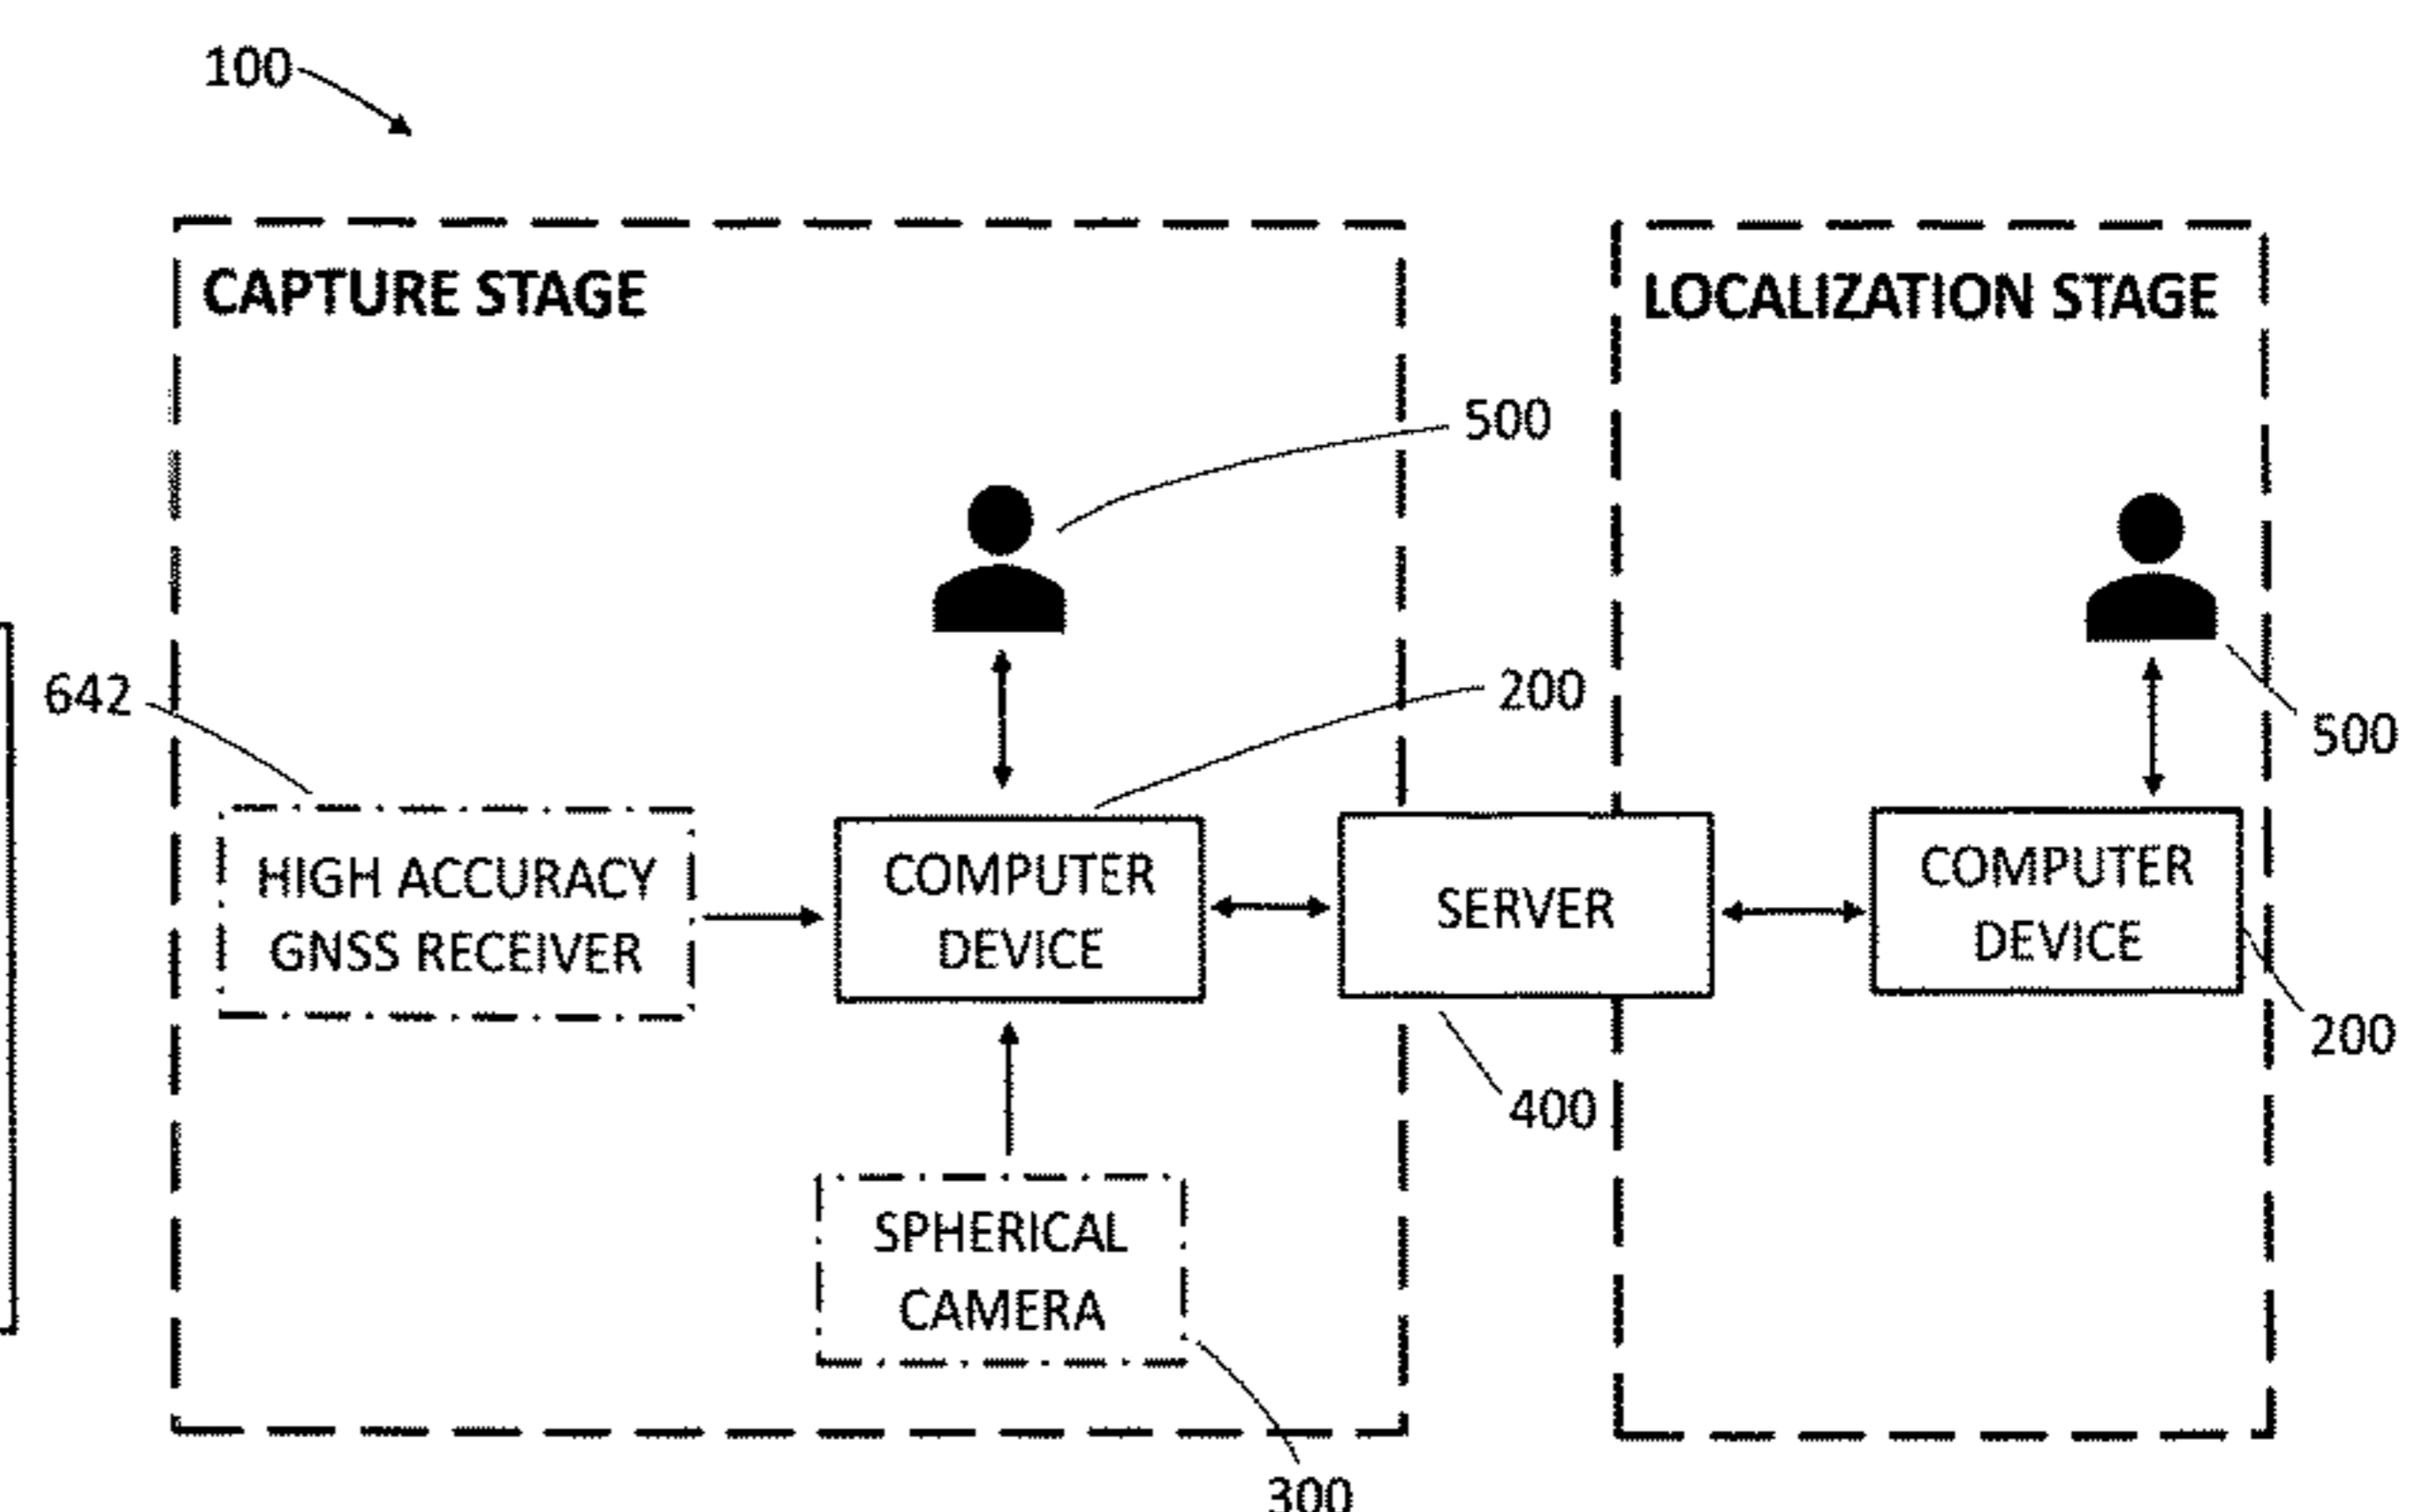 100
CAPTURE STAGE
LOCALIZATION STAGE
500
642
200
500
HIGH ACCURACY
GNSS RECEIVER
COMPUTER
DEVICE
SERVER
COMPUTER
DEVICE
200
400
SPHERICAL
CAMERA
300